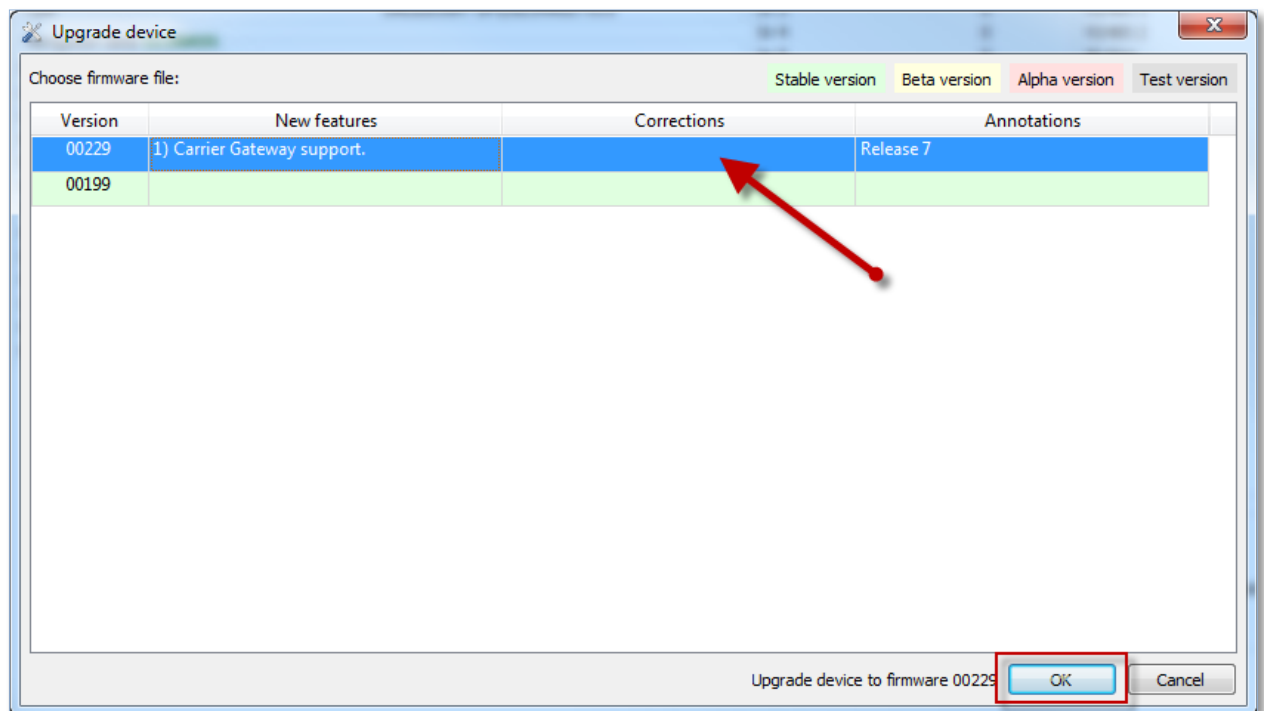 Upgrade device
Choose firmware file:
Stable version Beta version Alpha version Test version
Version New features Corrections Annotations
00229 1) Carrier Gateway support. Release 7
00199
Upgrade device to firmware 00229 OK Cancel